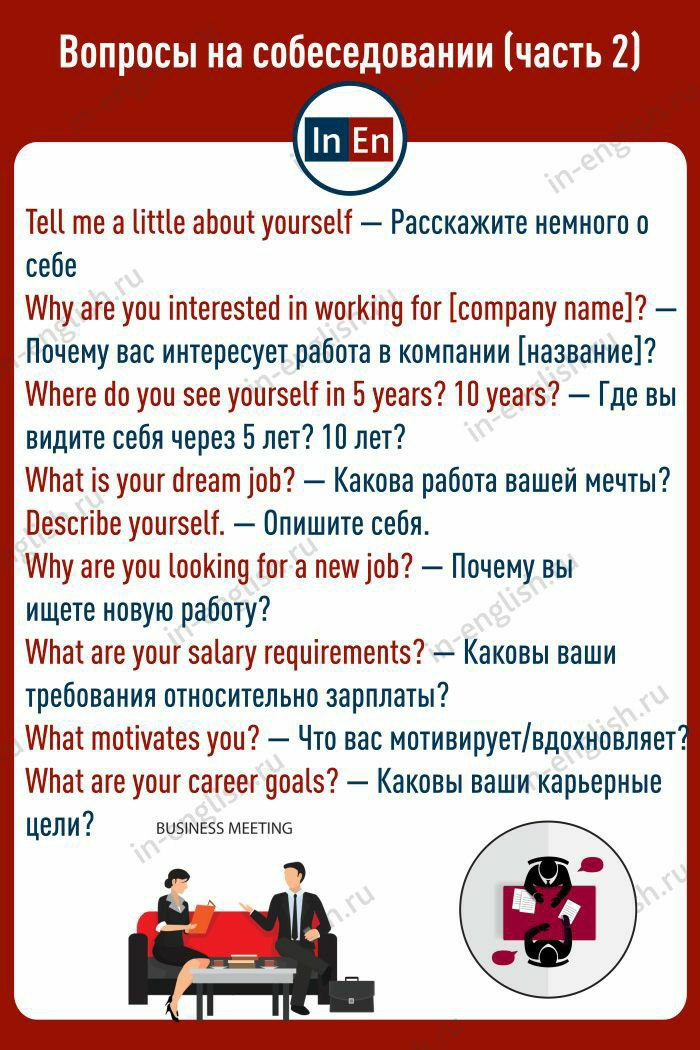 Вопросы на собеседовании (часть 2)
In En
Tell me a little about yourself — Расскажите немного о
себе
Why are you interested in working for [company name]? —
Почему вас интересует работа в компании [название]?
Where do you see yourself in 5 years? 10 years? — Где вы
видите себя через 5 лет? 10 лет?
What is your dream job? — Какова работа вашей мечты?
Describe yourself. — Опишите себя.
Why are you looking for a new job? — Почему вы
ищете новую работу?
What are your salary requirements? — Каковы ваши
требования относительно зарплаты?
What motivates you? — Что вас мотивирует/вдохновляет?
What are your career goals? — Каковы ваши карьерные
цели?
BUSINESS MEETING
in-english.ru